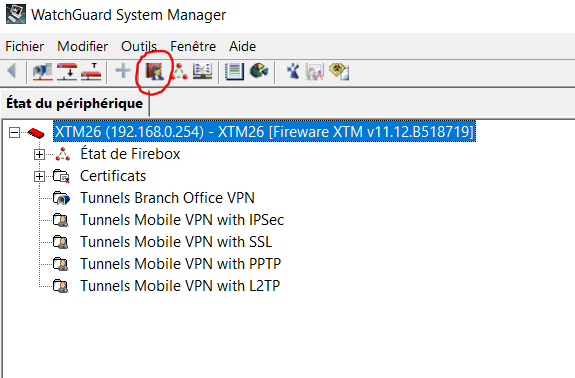 WatchGuard System Manager
Fichier Modifier Outils Fenêtre Aide
État du périphérique
XTM26 (192.168.0.254) - XTM26 [Fireware XTM v11.12.B518719]
État de Firebox
Certificats
Tunnels Branch Office VPN
Tunnels Mobile VPN with IPSec
Tunnels Mobile VPN with SSL
Tunnels Mobile VPN with PPTP
Tunnels Mobile VPN with L2TP